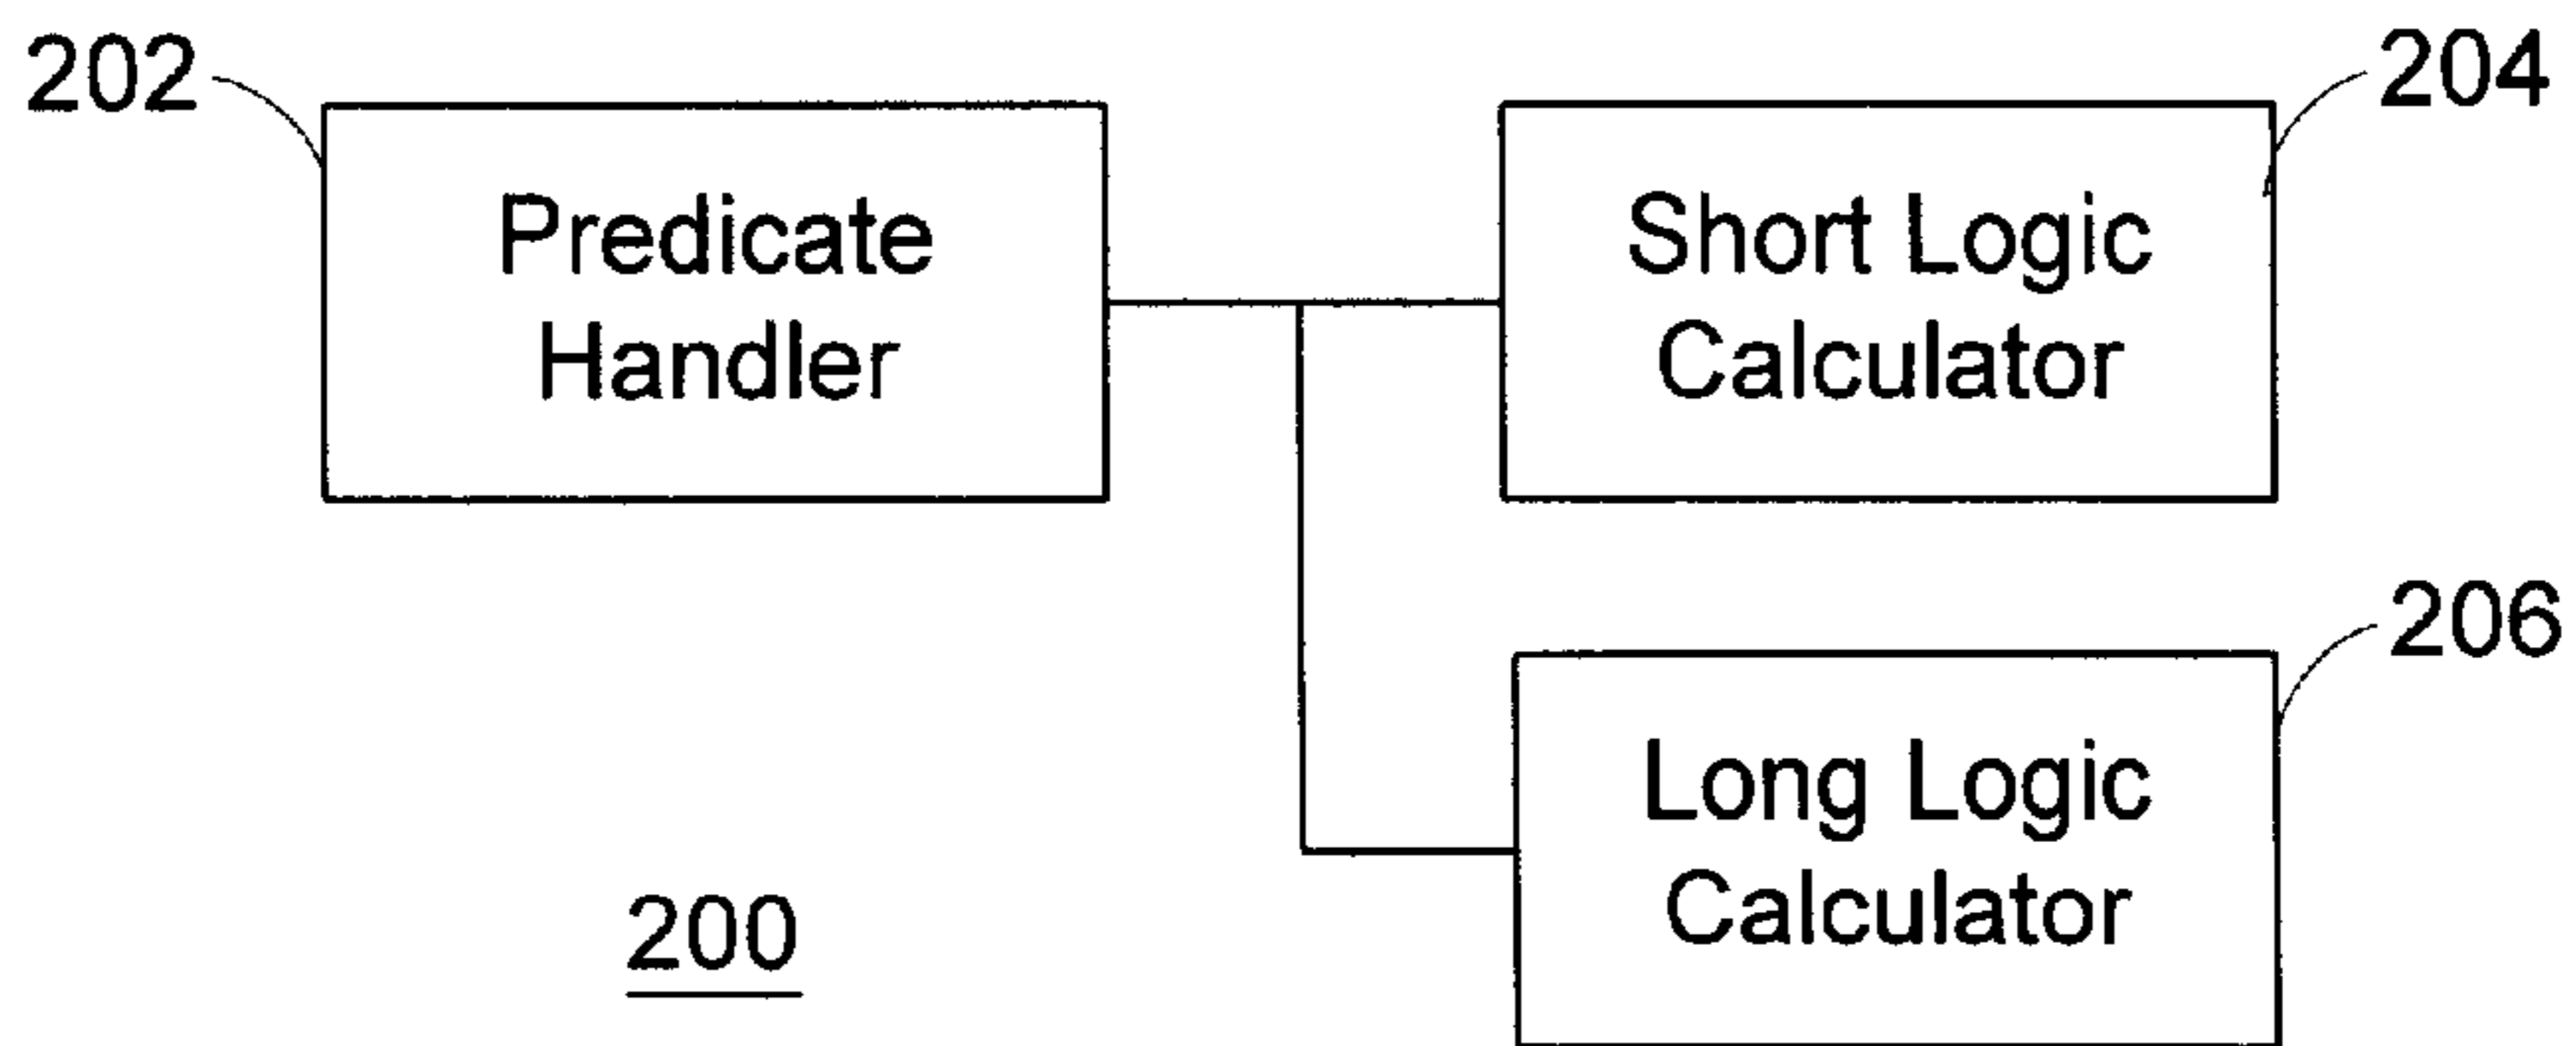 202
Predicate
Handler
204
Short Logic
Calculator
206
Long Logic
Calculator
200